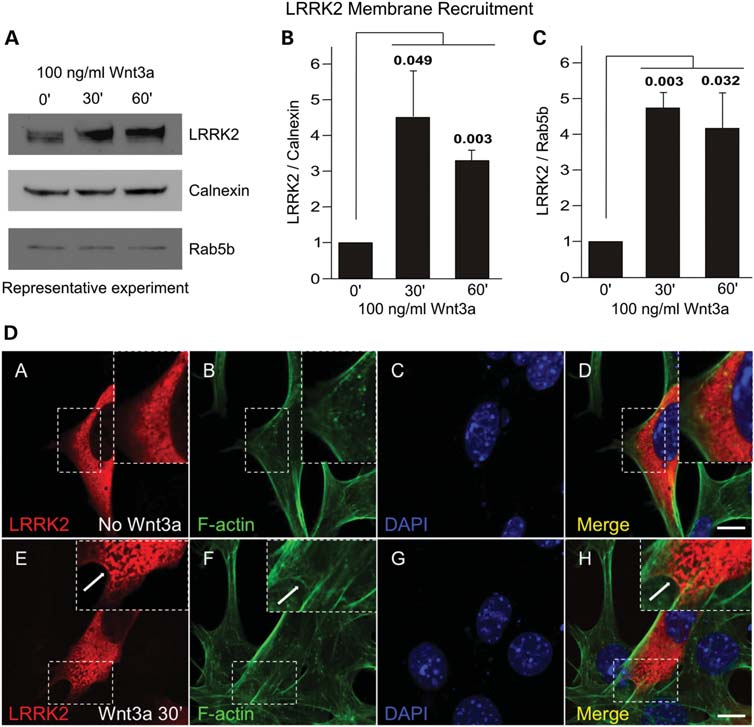 LRRK2 Membrane Recruitment
A
100 ng/ml Wnt3a
0' 30' 60'
LRRK2
Calnexin
Rab5b
Representative experiment
B
LRRK2 / Calnexin
6
5
4
3
2
1
0
0.049
0.003
0' 30' 60'
100 ng/ml Wnt3a
C
LRRK2 / Rab5b
6
5
4
3
2
1
0
0.003 0.032
0' 30' 60'
100 ng/ml Wnt3a
D
A B C D
LRRK2 No Wnt3a F-actin DAPI Merge
E F G H
LRRK2 Wnt3a 30' F-actin DAPI Merge